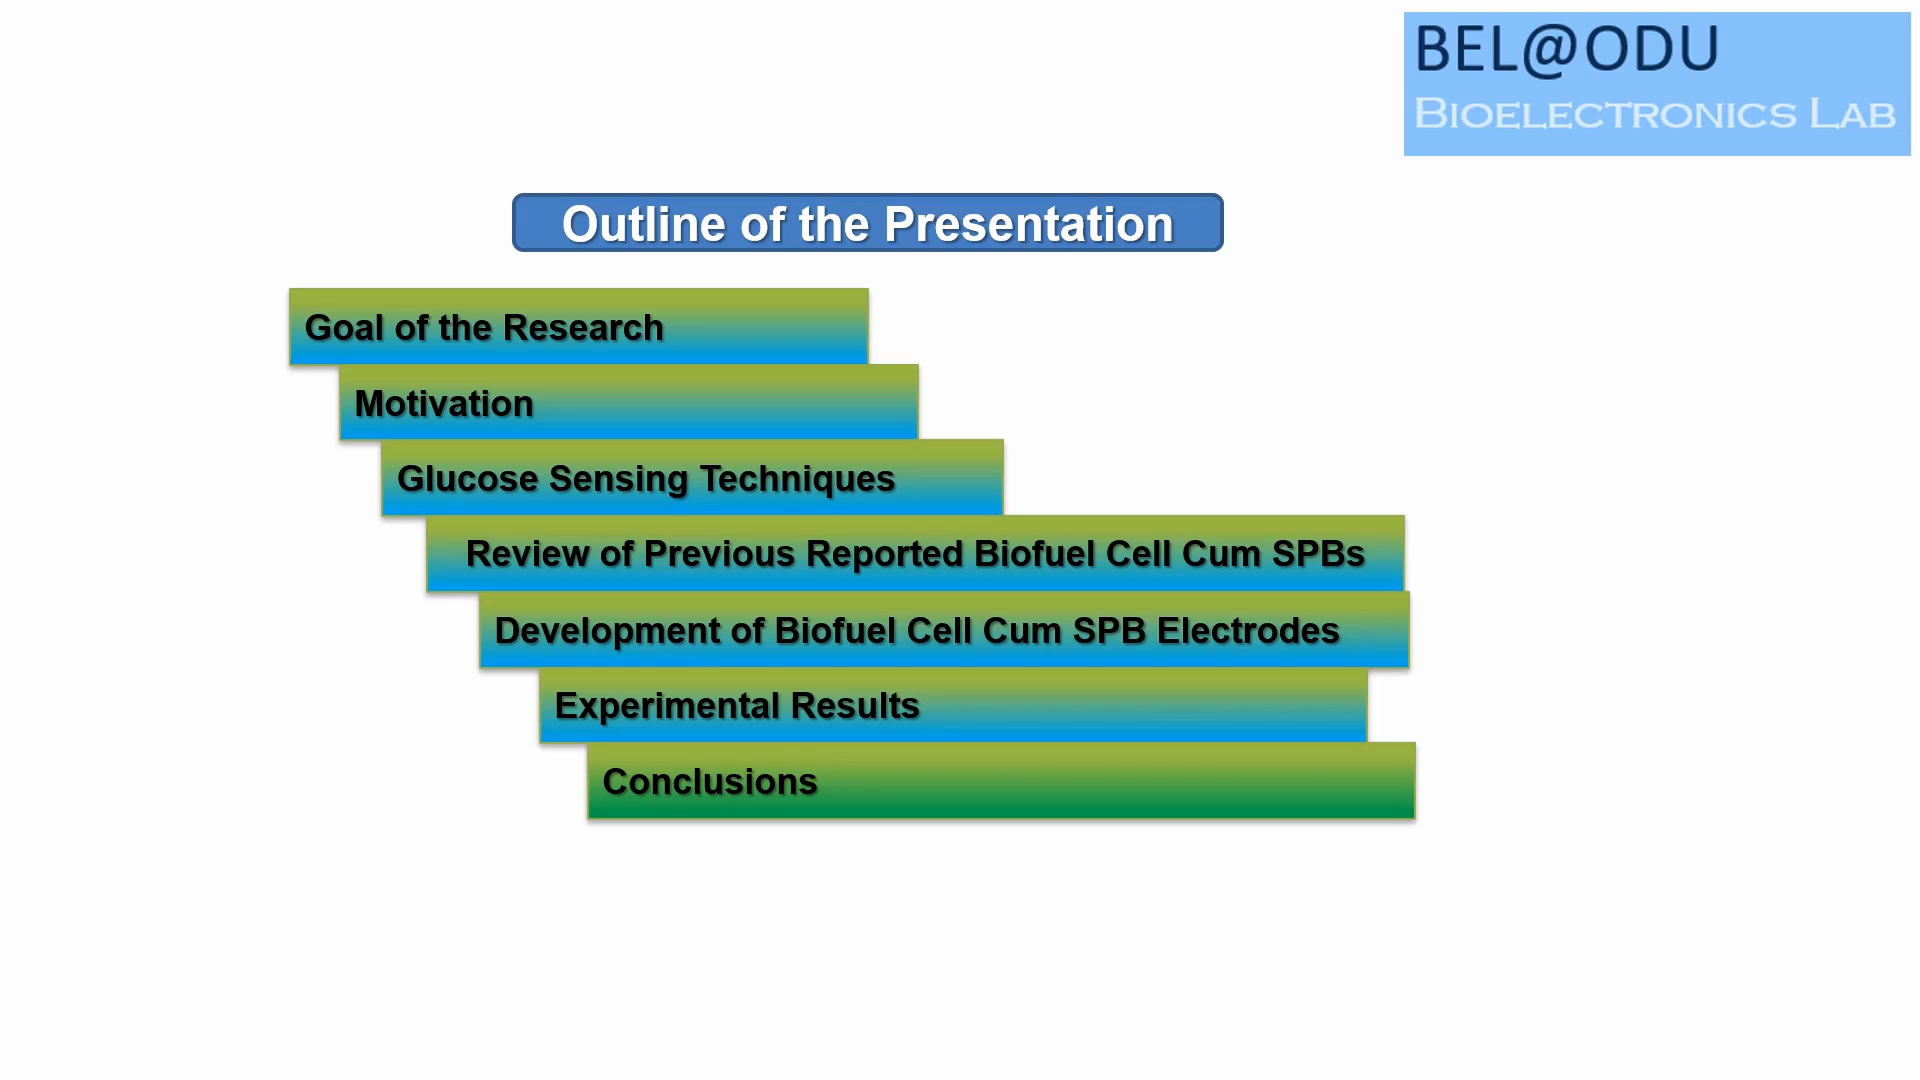 BEL@ODU
Bioelectronics Lab
Outline of the Presentation
Goal of the Research
Motivation
Glucose Sensing Techniques
Review of Previous Reported Biofuel Cell Cum SPBs
Development of Biofuel Cell Cum SPB Electrodes
Experimental Results
Conclusions